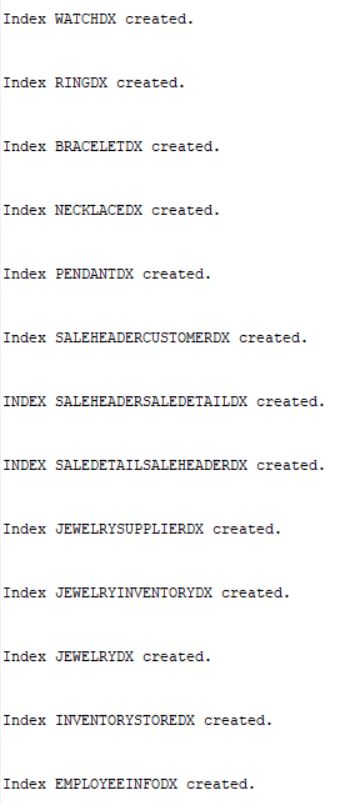 Index WATCHDX created.
Index RINGDX created.
Index BRACELETDX created.
Index NECKLACEDX created.
Index PENDANTDX created.
Index SALEHEADERCUSTOMERDX created.
INDEX SALEHEADERSALEDETAILDX created.
INDEX SALEDETAILSALEHEADERDX created.
Index JEWELRYSUPPLIERDX created.
Index JEWELRYINVENTORYDX created.
Index JEWELRYDX created.
Index INVENTORYSTOREDX created.
Index EMPLOYEEINFODX created.